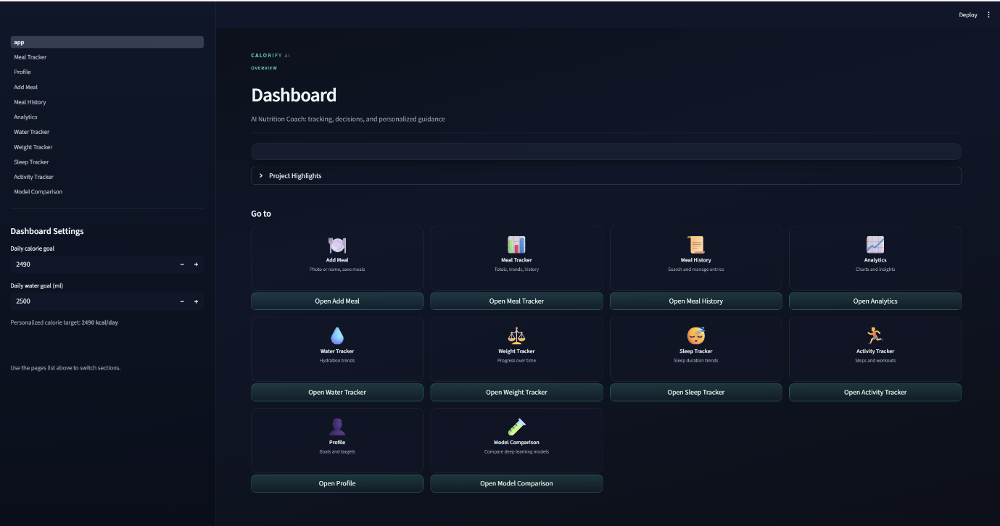 Deploy
app
Meal Tracker
Profile
Add Meal
Meal History
Analytics
Water Tracker
Weight Tracker
Sleep Tracker
Activity Tracker
Model Comparison
Dashboard Settings
Daily calorie goal
2490
Daily water goal (ml)
2500
Personalized calorie target: 2490 kcal/day
Use the pages list above to switch sections.
CALORIFY AI
OVERVIEW
Dashboard
AI Nutrition Coach: tracking, decisions, and personalized guidance
Project Highlights
Go to
Add Meal
Photo or name, save meals
Open Add Meal
Meal Tracker
Totals, trends, history
Open Meal Tracker
Meal History
Search and manage entries
Open Meal History
Analytics
Charts and insights
Open Analytics
Water Tracker
Hydration trends
Open Water Tracker
Weight Tracker
Progress over time
Open Weight Tracker
Sleep Tracker
Sleep duration trends
Open Sleep Tracker
Activity Tracker
Steps and workouts
Open Activity Tracker
Profile
Goals and targets
Open Profile
Model Comparison
Compare deep learning models
Open Model Comparison